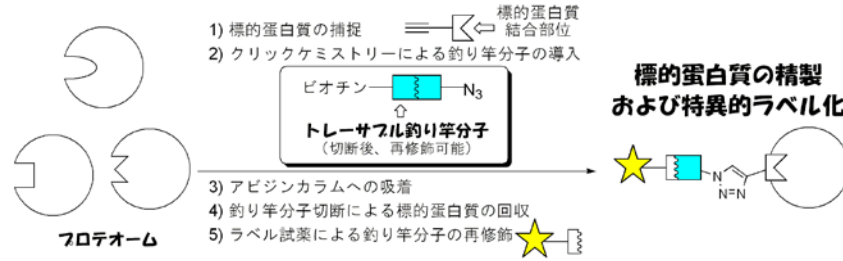 1) 標的蛋白質の捕捉
標的蛋白質
結合部位
2) クリックケミストリーによる釣り竿分子の導入
ビオチン
N3
トレーサブル釣り竿分子
（切断後、再修飾可能）
標的蛋白質の精製
および特異的ラベル化
N
N=N
3) アビジンカラムへの吸着
4) 釣り竿分子切断による標的蛋白質の回収
5) ラベル試薬による釣り竿分子の再修飾
プロテオーム